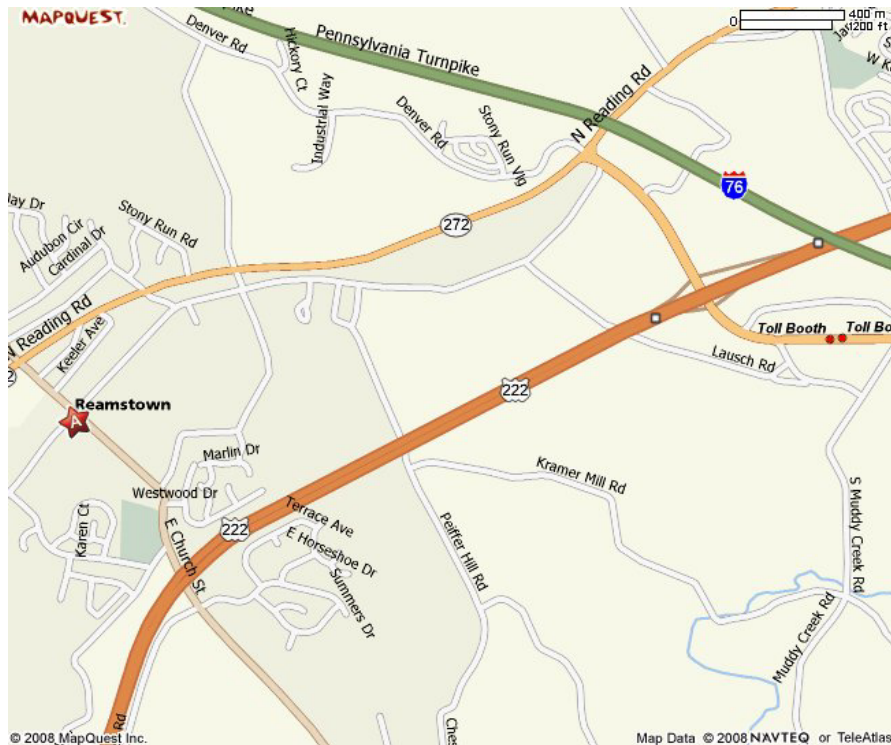 MAPQUEST.
400 m
0
1200 ft
Denver Rd
Hickory Ct
Pennsylvania Turnpike
Industrial Way
Denver Rd
Stony Run Vlg
N Reading Rd
76
Stony Run Rd
Audubon Cir
Cardinal Dr
272
N Reading Rd
Keeler Ave
Toll Booth
Lausch Rd
222
Reamstown
A
Marlin Dr
Kramer Mill Rd
Westwood Dr
222
Terrace Ave
S Muddy Creek Rd
Karen Ct
E Church St
E Horseshoe Dr
Peiffer Hill Rd
Summers Dr
Muddy Creek Rd
Rd
© 2008 MapQuest Inc.
Map Data © 2008 NAVTEQ or TeleAtlas